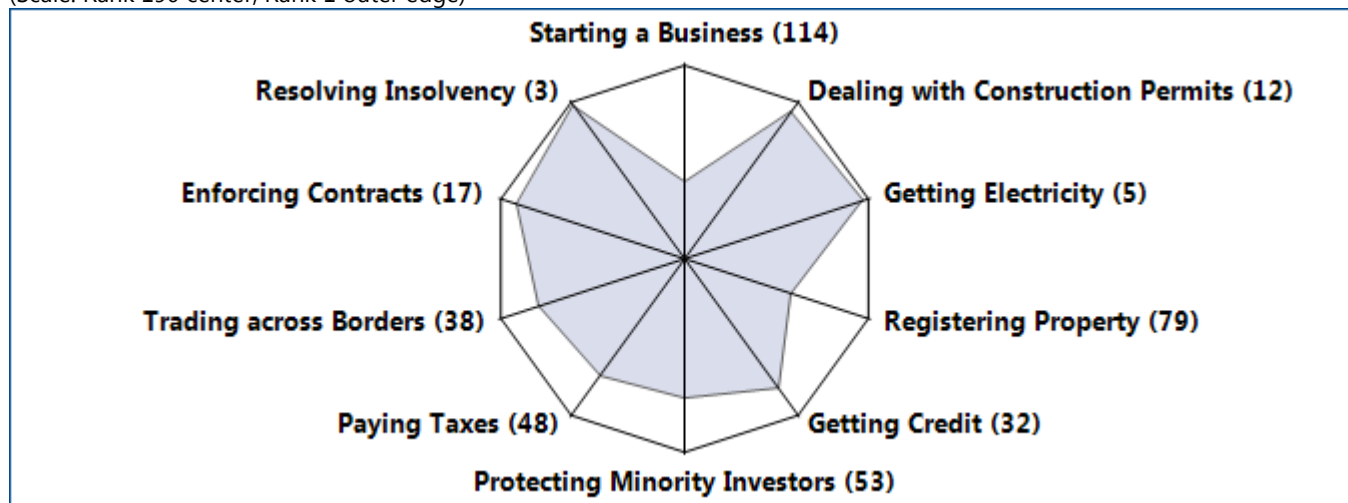 (Scale: Rank 190 center, Rank 1 outer edge)
Starting a Business (114)
Dealing with Construction Permits (12)
Getting Electricity (5)
Registering Property (79)
Getting Credit (32)
Protecting Minority Investors (53)
Paying Taxes (48)
Trading across Borders (38)
Enforcing Contracts (17)
Resolving Insolvency (3)